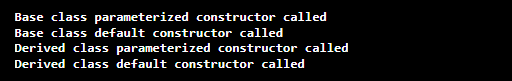 Base class parameterized constructor called
Base class default constructor called
Derived class parameterized constructor called
Derived class default constructor called